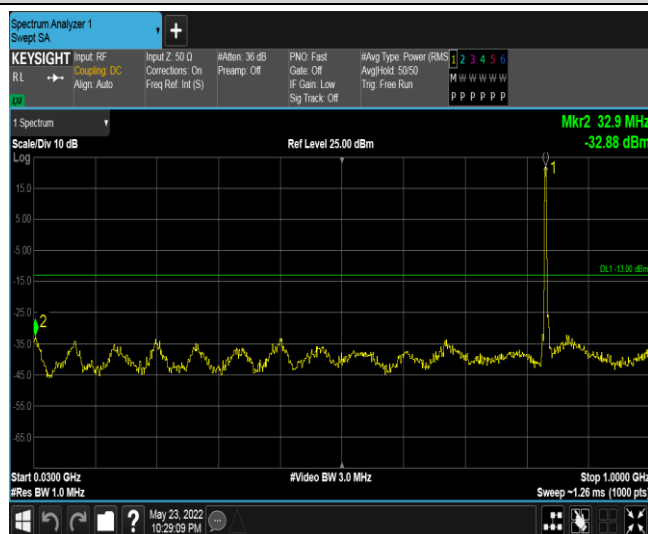 Spectrum Analyzer 1
Swept SA
+
KEYSIGHT Input: RF Input Z: 50 Ω #Atten: 36 dB PNO: Fast #Avg Type: Power (RMS 1 2 3 4 5 6
RL Coupling: DC Corrections: On Preamp: Off Gate: Off Avg|Hold: 50/50 M W W W W W
Align: Auto Freq Ref: Int (S) IF Gain: Low Trig: Free Run
Sig Track: Off P P P P P P
LXI
1 Spectrum Mkr2 32.9 MHz
Scale/Div 10 dB Ref Level 25.00 dBm -32.88 dBm
Log
1
15.0
5.00
-5.00
DL1 -13.00 dBm
-15.0
-25.0
2
-35.0
-45.0
-55.0
-65.0
Start 0.0300 GHz #Video BW 3.0 MHz Stop 1.0000 GHz
#Res BW 1.0 MHz Sweep ~1.26 ms (1000 pts)
? May 23, 2022
10:29:09 PM